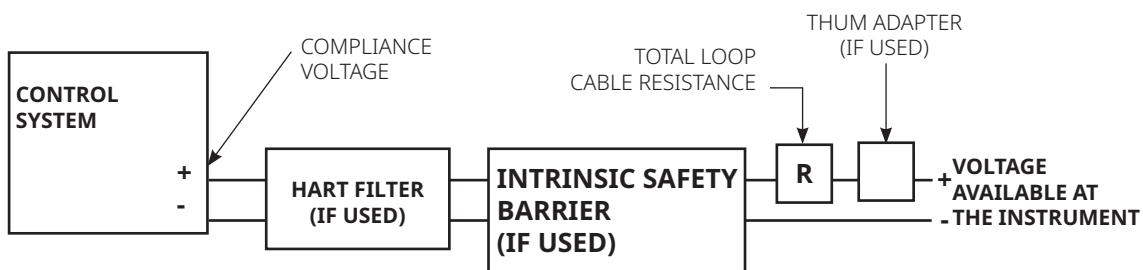 THUM ADAPTER
(IF USED)
COMPLIANCE
VOLTAGE
TOTAL LOOP
CABLE RESISTANCE
CONTROL
SYSTEM
+
-
HART FILTER
(IF USED)
INTRINSIC SAFETY
BARRIER
(IF USED)
R
+ VOLTAGE
AVAILABLE AT
- THE INSTRUMENT